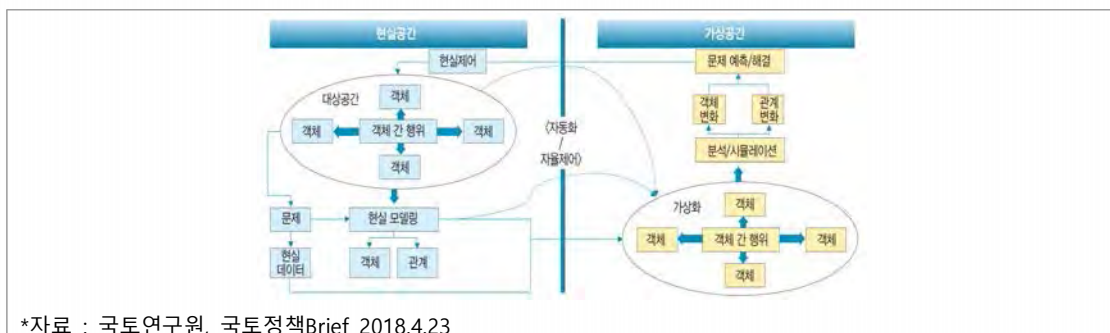 현실공간
가상공간
현실제어
문제 예측/해결
대상공간
객체
객체
변화
관계
변화
객체
객체 간 행위
객체
〈자동화
/
자율제어〉
분석/시뮬레이션
객체
가상화
객체
문제
현실 모델링
객체
객체 간 행위
객체
현실
데이터
객체
관계
객체
*자료 : 국토연구원, 국토정책Brief 2018.4.23